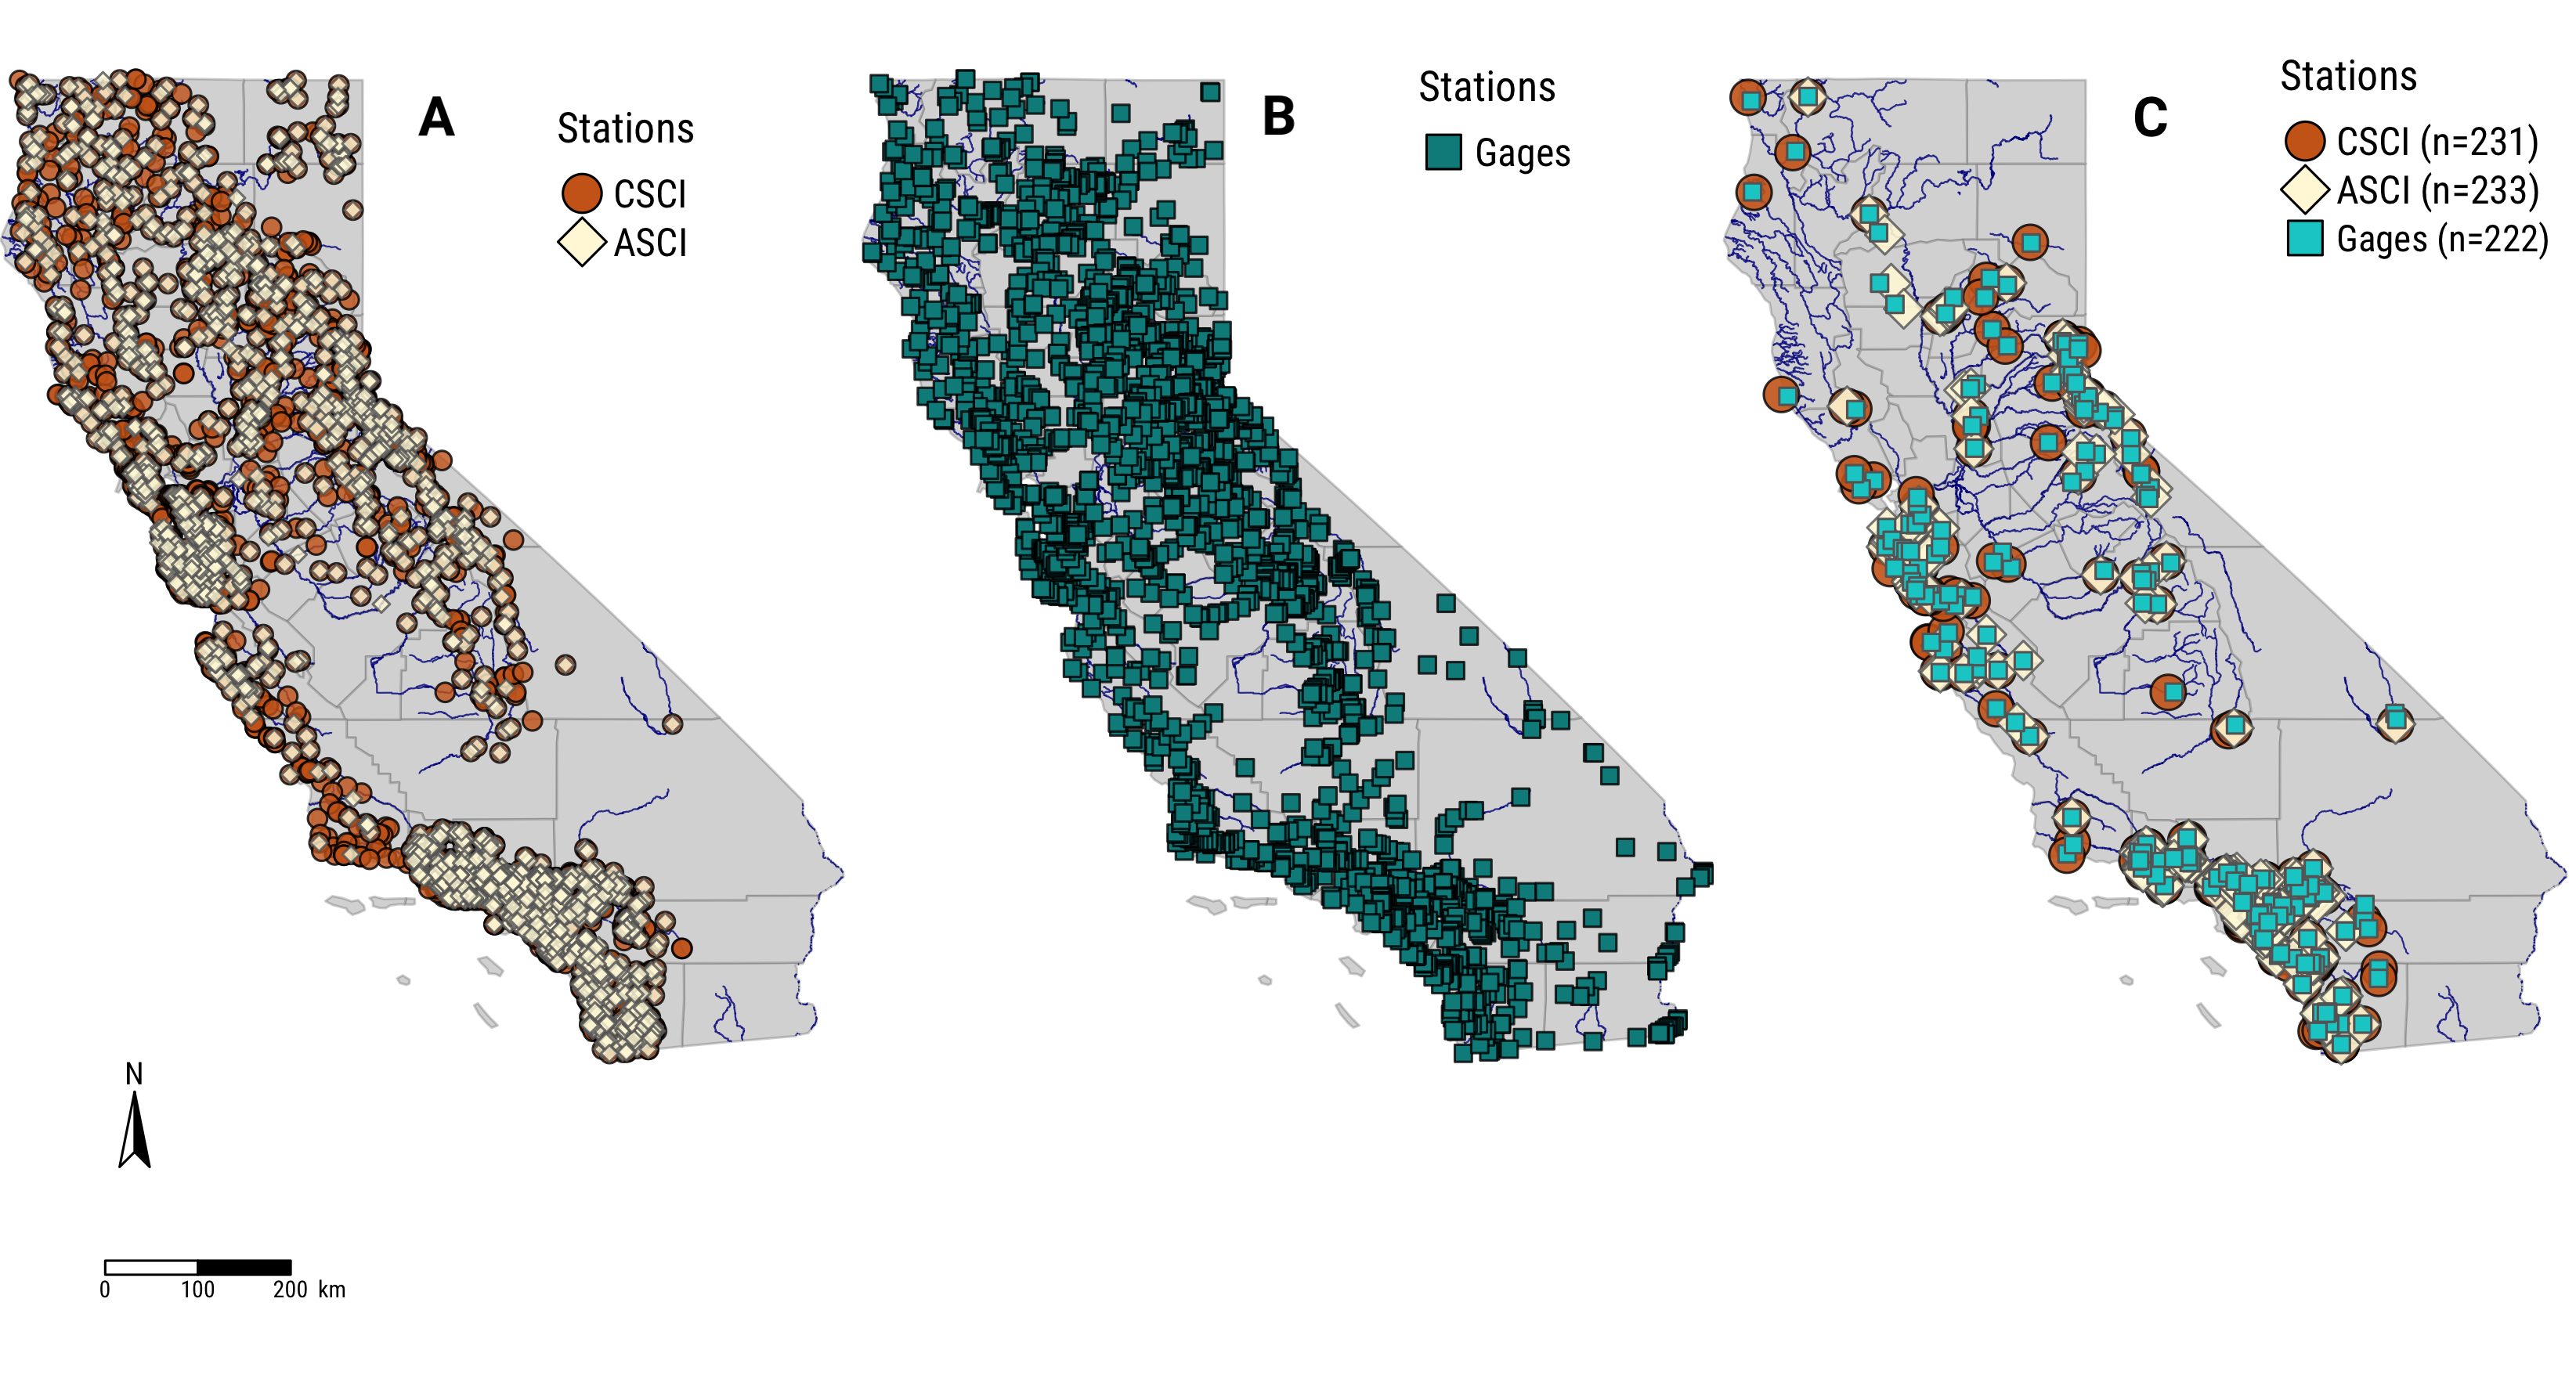 A
Stations
CSCI
ASCI
B
Stations
Gages
C
Stations
CSCI (n=231)
ASCI (n=233)
Gages (n=222)
N
0 100 200 km